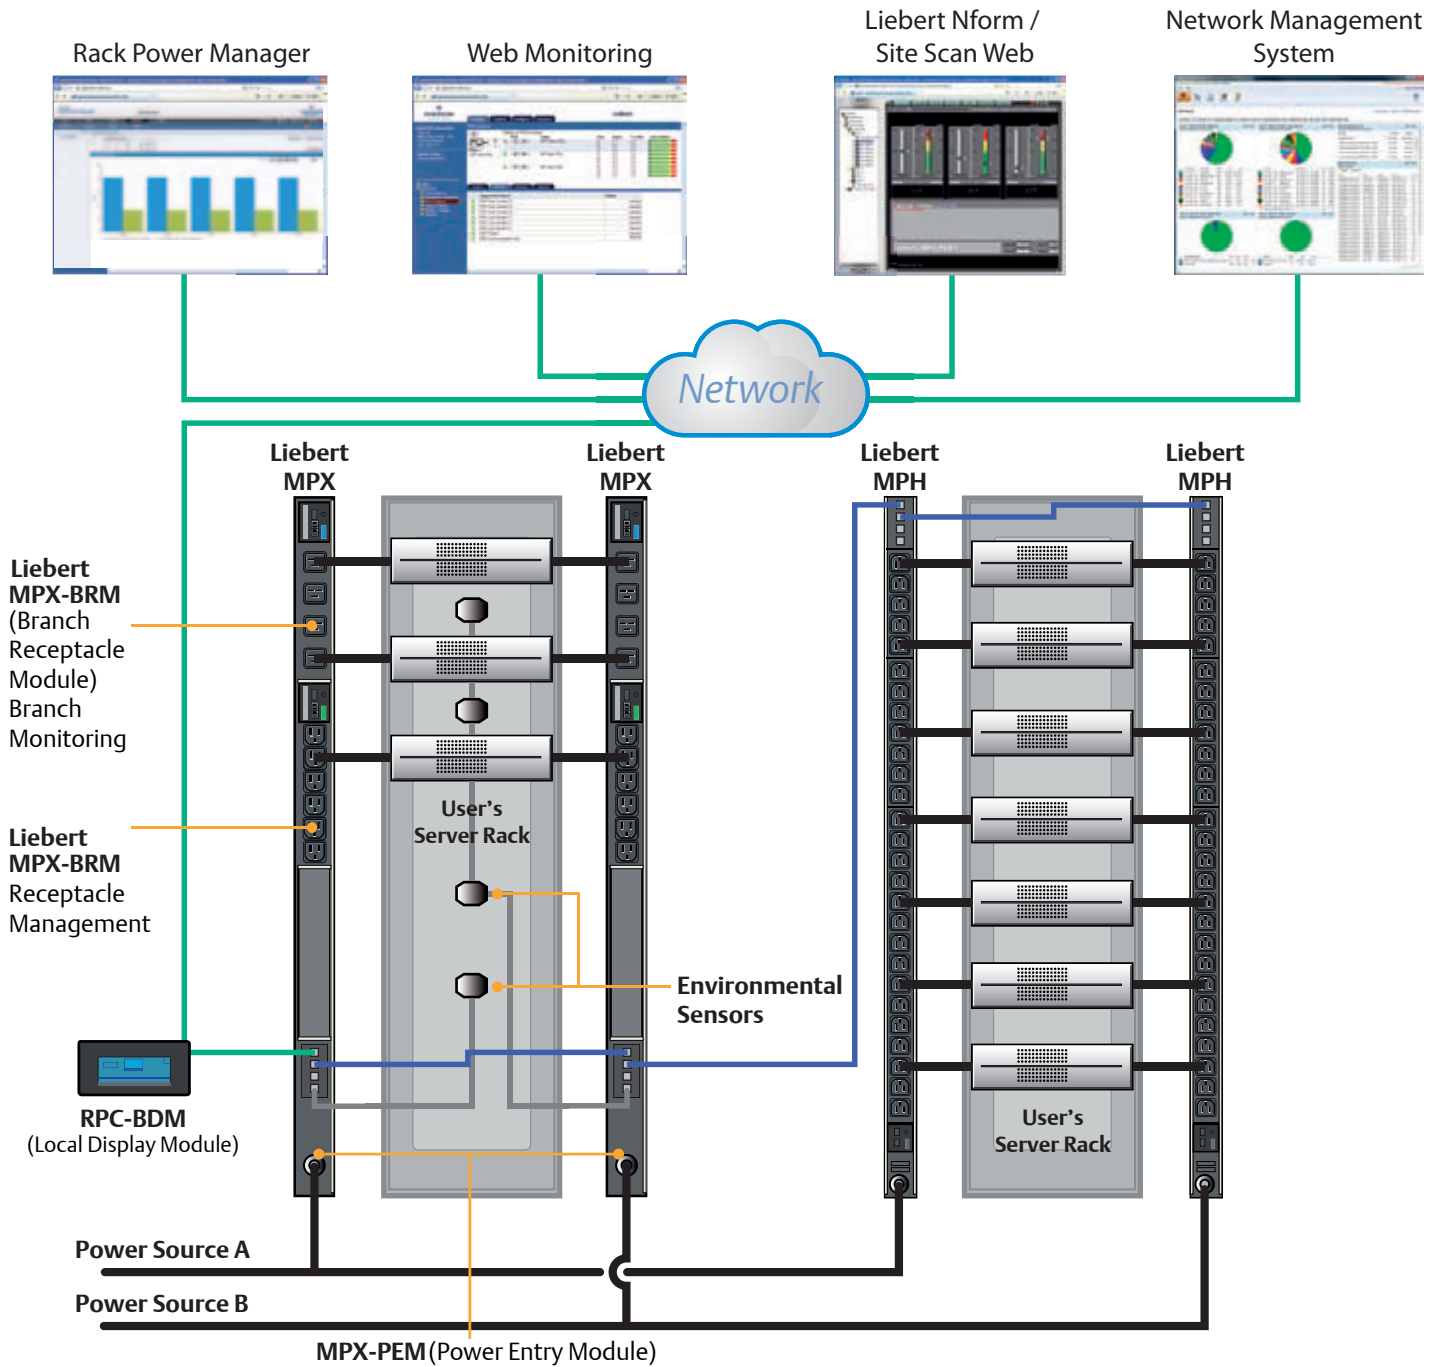 Rack Power Manager
Web Monitoring
Liebert Nform /
Site Scan Web
Network Management
System
Network
Liebert
MPX
Liebert
MPX
Liebert
MPH
Liebert
MPH
Liebert
MPX-BRM
(Branch
Receptacle
Module)
Branch
Monitoring
Liebert
MPX-BRM
Receptacle
Management
User's
Server Rack
Environmental
Sensors
RPC-BDM
(Local Display Module)
User's
Server Rack
Power Source A
Power Source B
MPX-PEM (Power Entry Module)